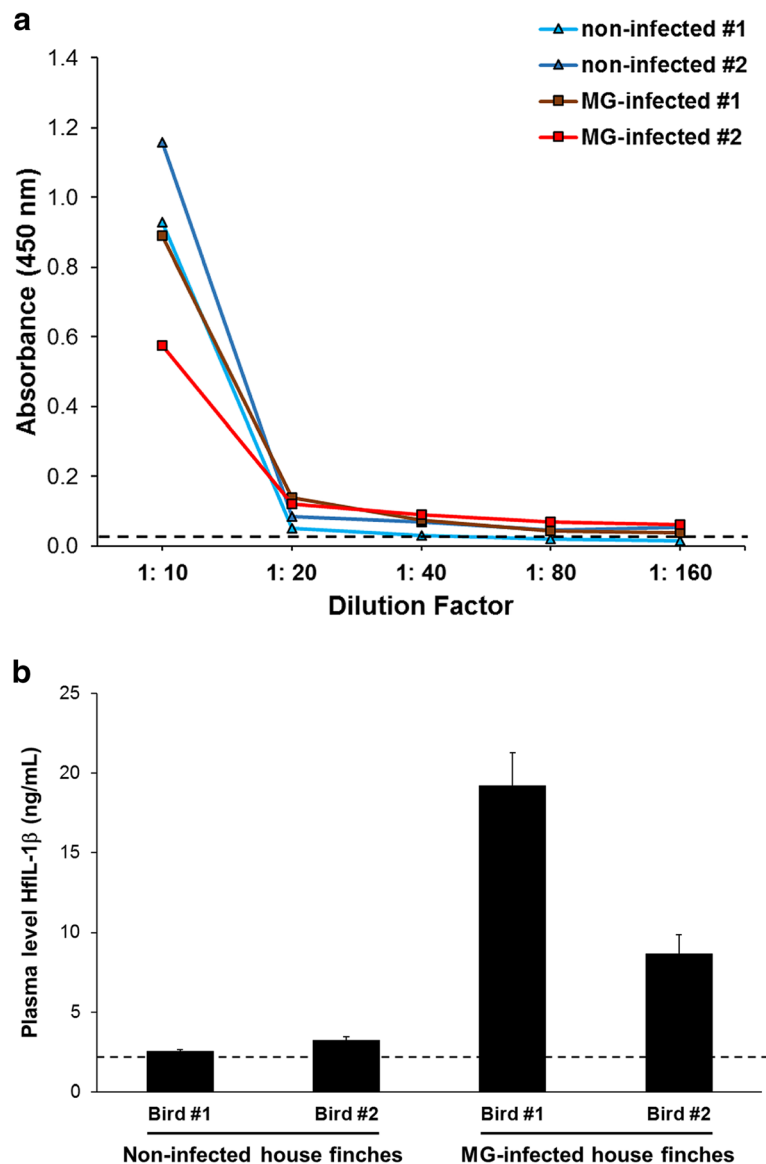 a
non-infected #1
non-infected #2
MG-infected #1
MG-infected #2
Absorbance (450 nm)
1.4
1.2
1.0
0.8
0.6
0.4
0.2
0.0
1: 10 1: 20 1: 40 1: 80 1: 160
Dilution Factor
b
Plasma level HfIL-1β (ng/mL)
25
20
15
10
5
0
Bird #1 Bird #2 Bird #1 Bird #2
Non-infected house finches MG-infected house finches